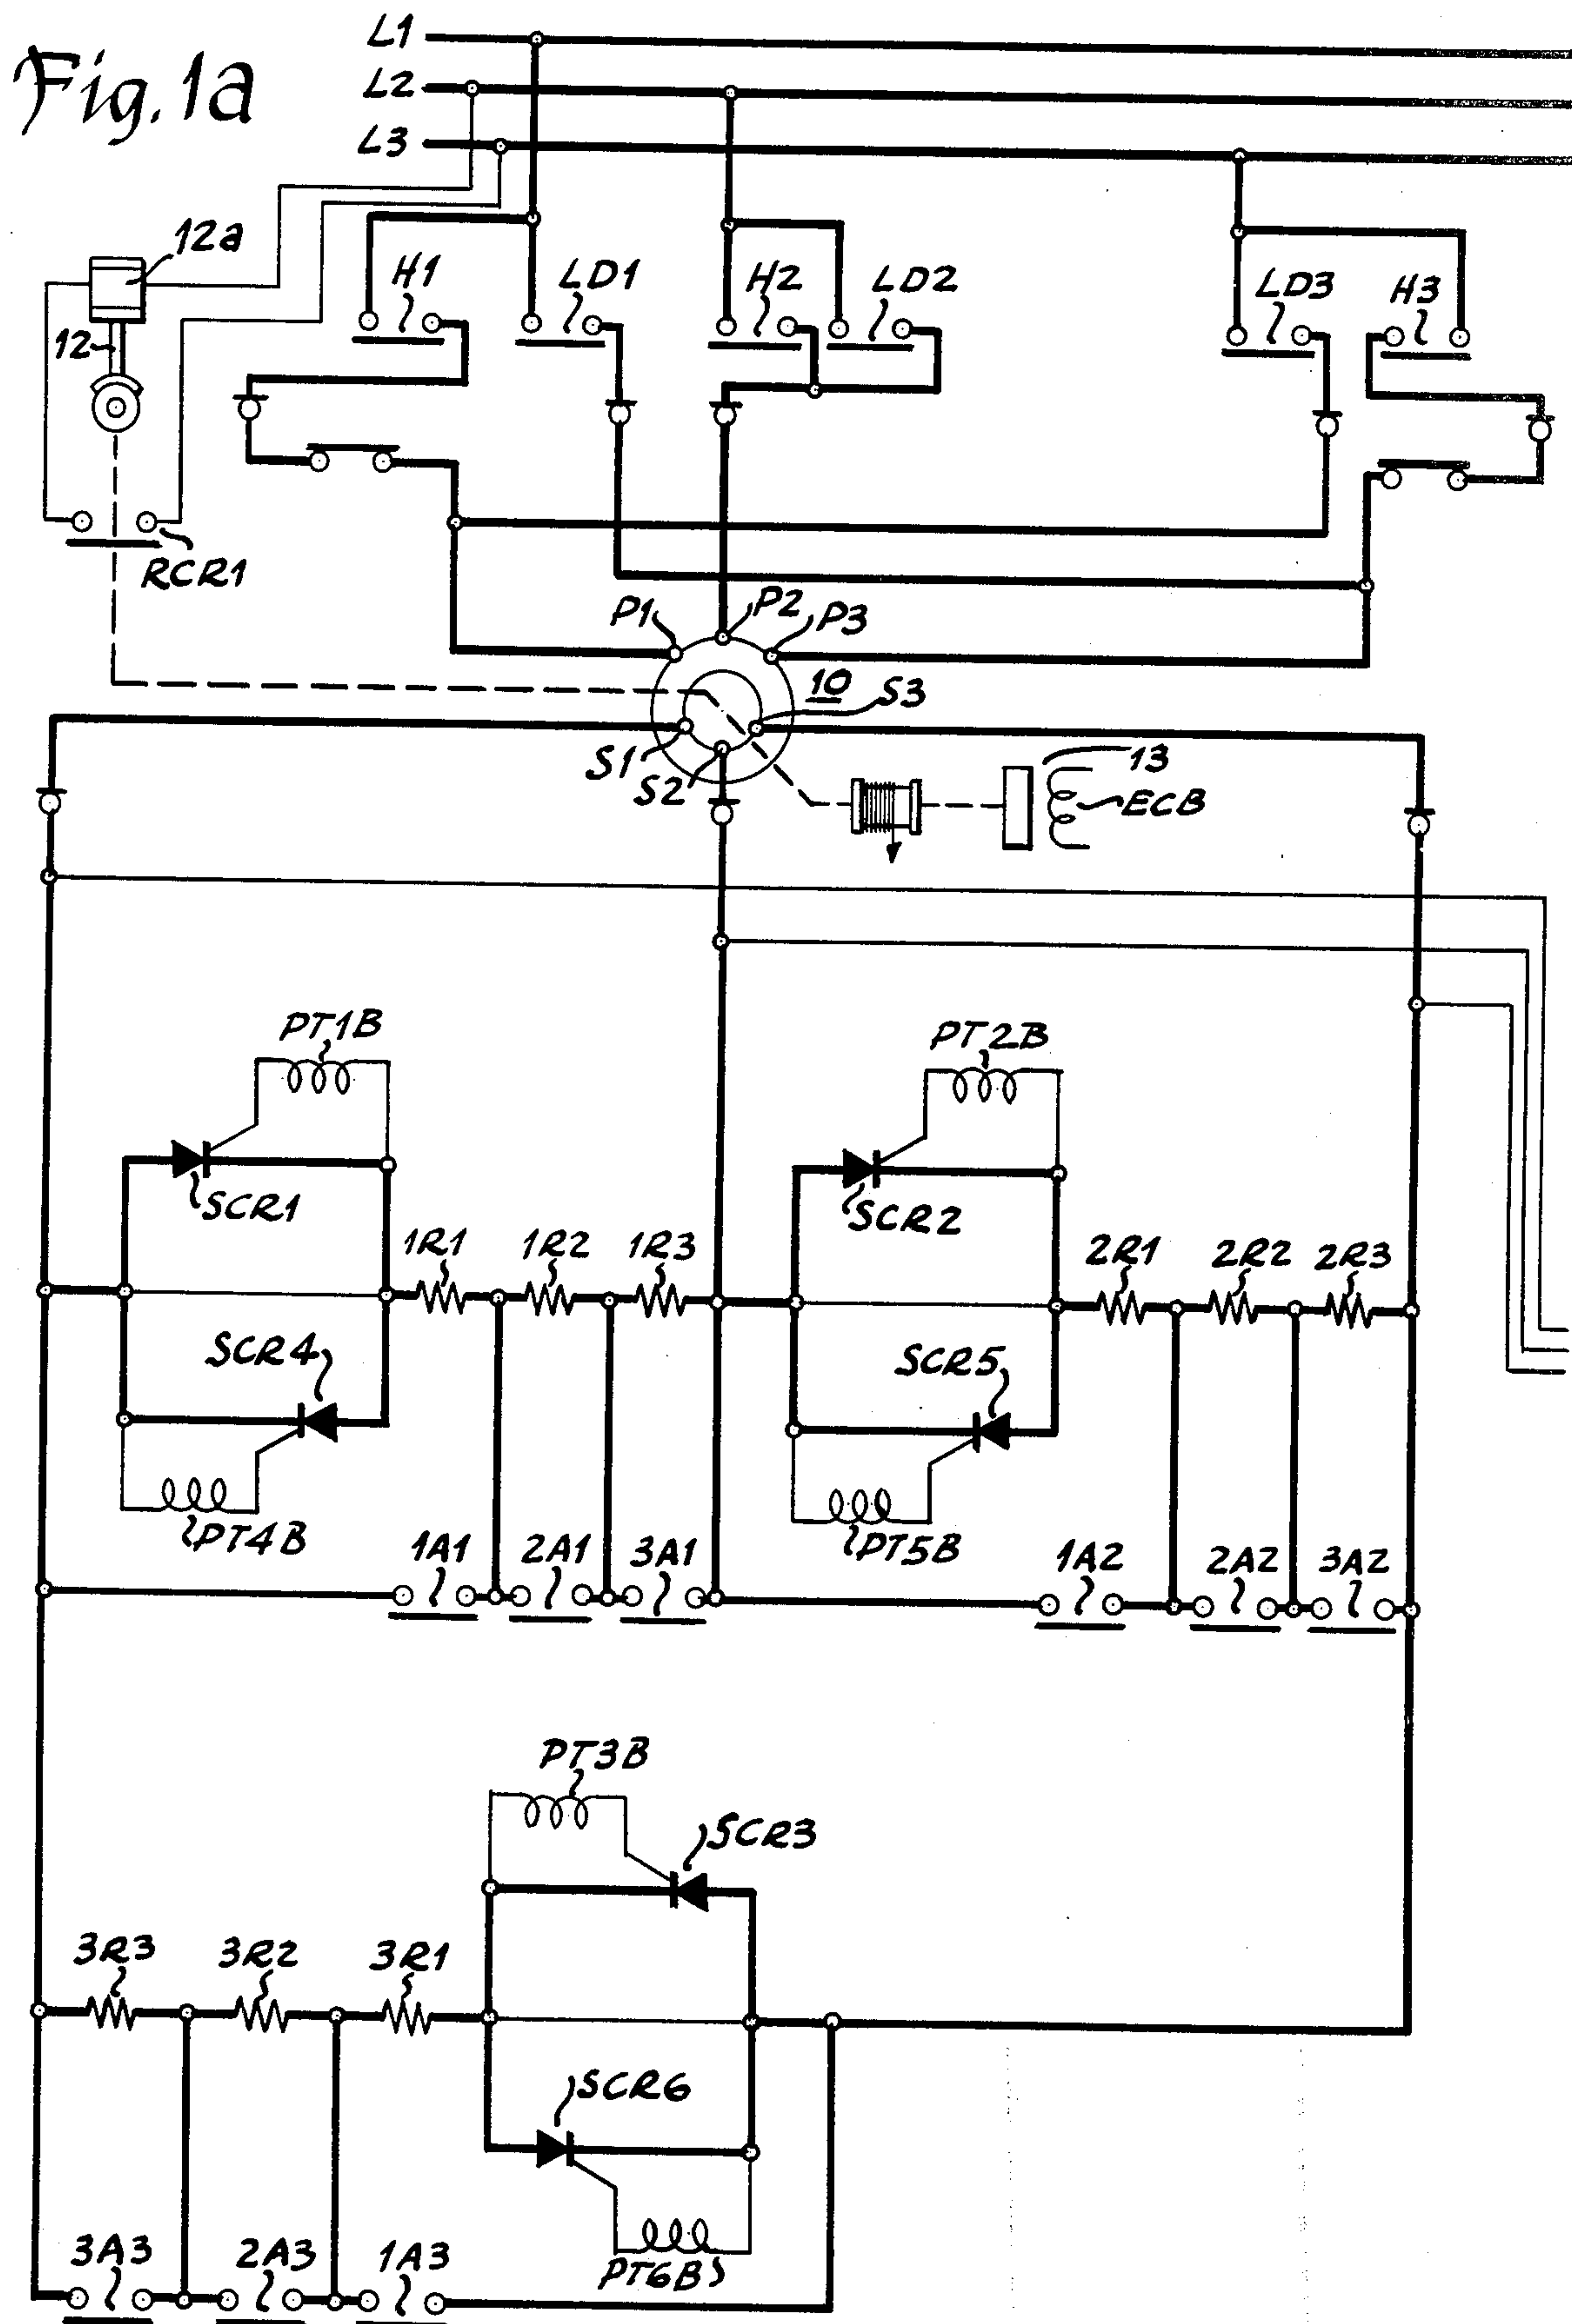 Fig. 1a
L1
L2
L3
12a
12
H1
LD1
H2
LD2
LD3
H3
RCR1
P1
P2
P3
10
S3
S1
S2
13
ECB
PT1B
PT2B
SCR1
SCR2
1R1
1R2
1R3
2R1
2R2
2R3
SCR4
SCR5
PT4B
PT5B
1A1
2A1
3A1
1A2
2A2
3A2
PT3B
SCR3
3R3
3R2
3R1
SCR6
3A3
2A3
1A3
PT6B